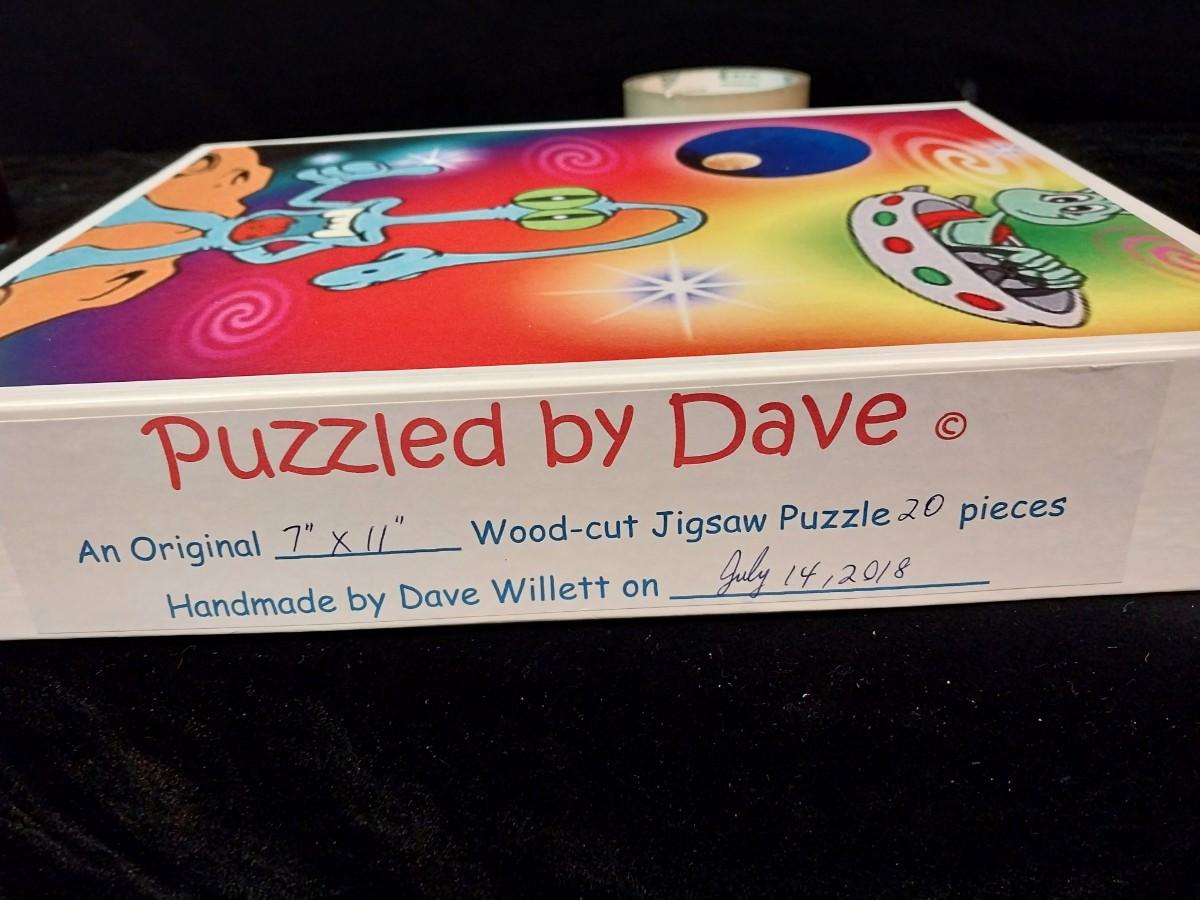 Puzzled by Dave ©
An Original 7" x 11" Wood-cut Jigsaw Puzzle 20 pieces
Handmade by Dave Willett on July 14, 2018